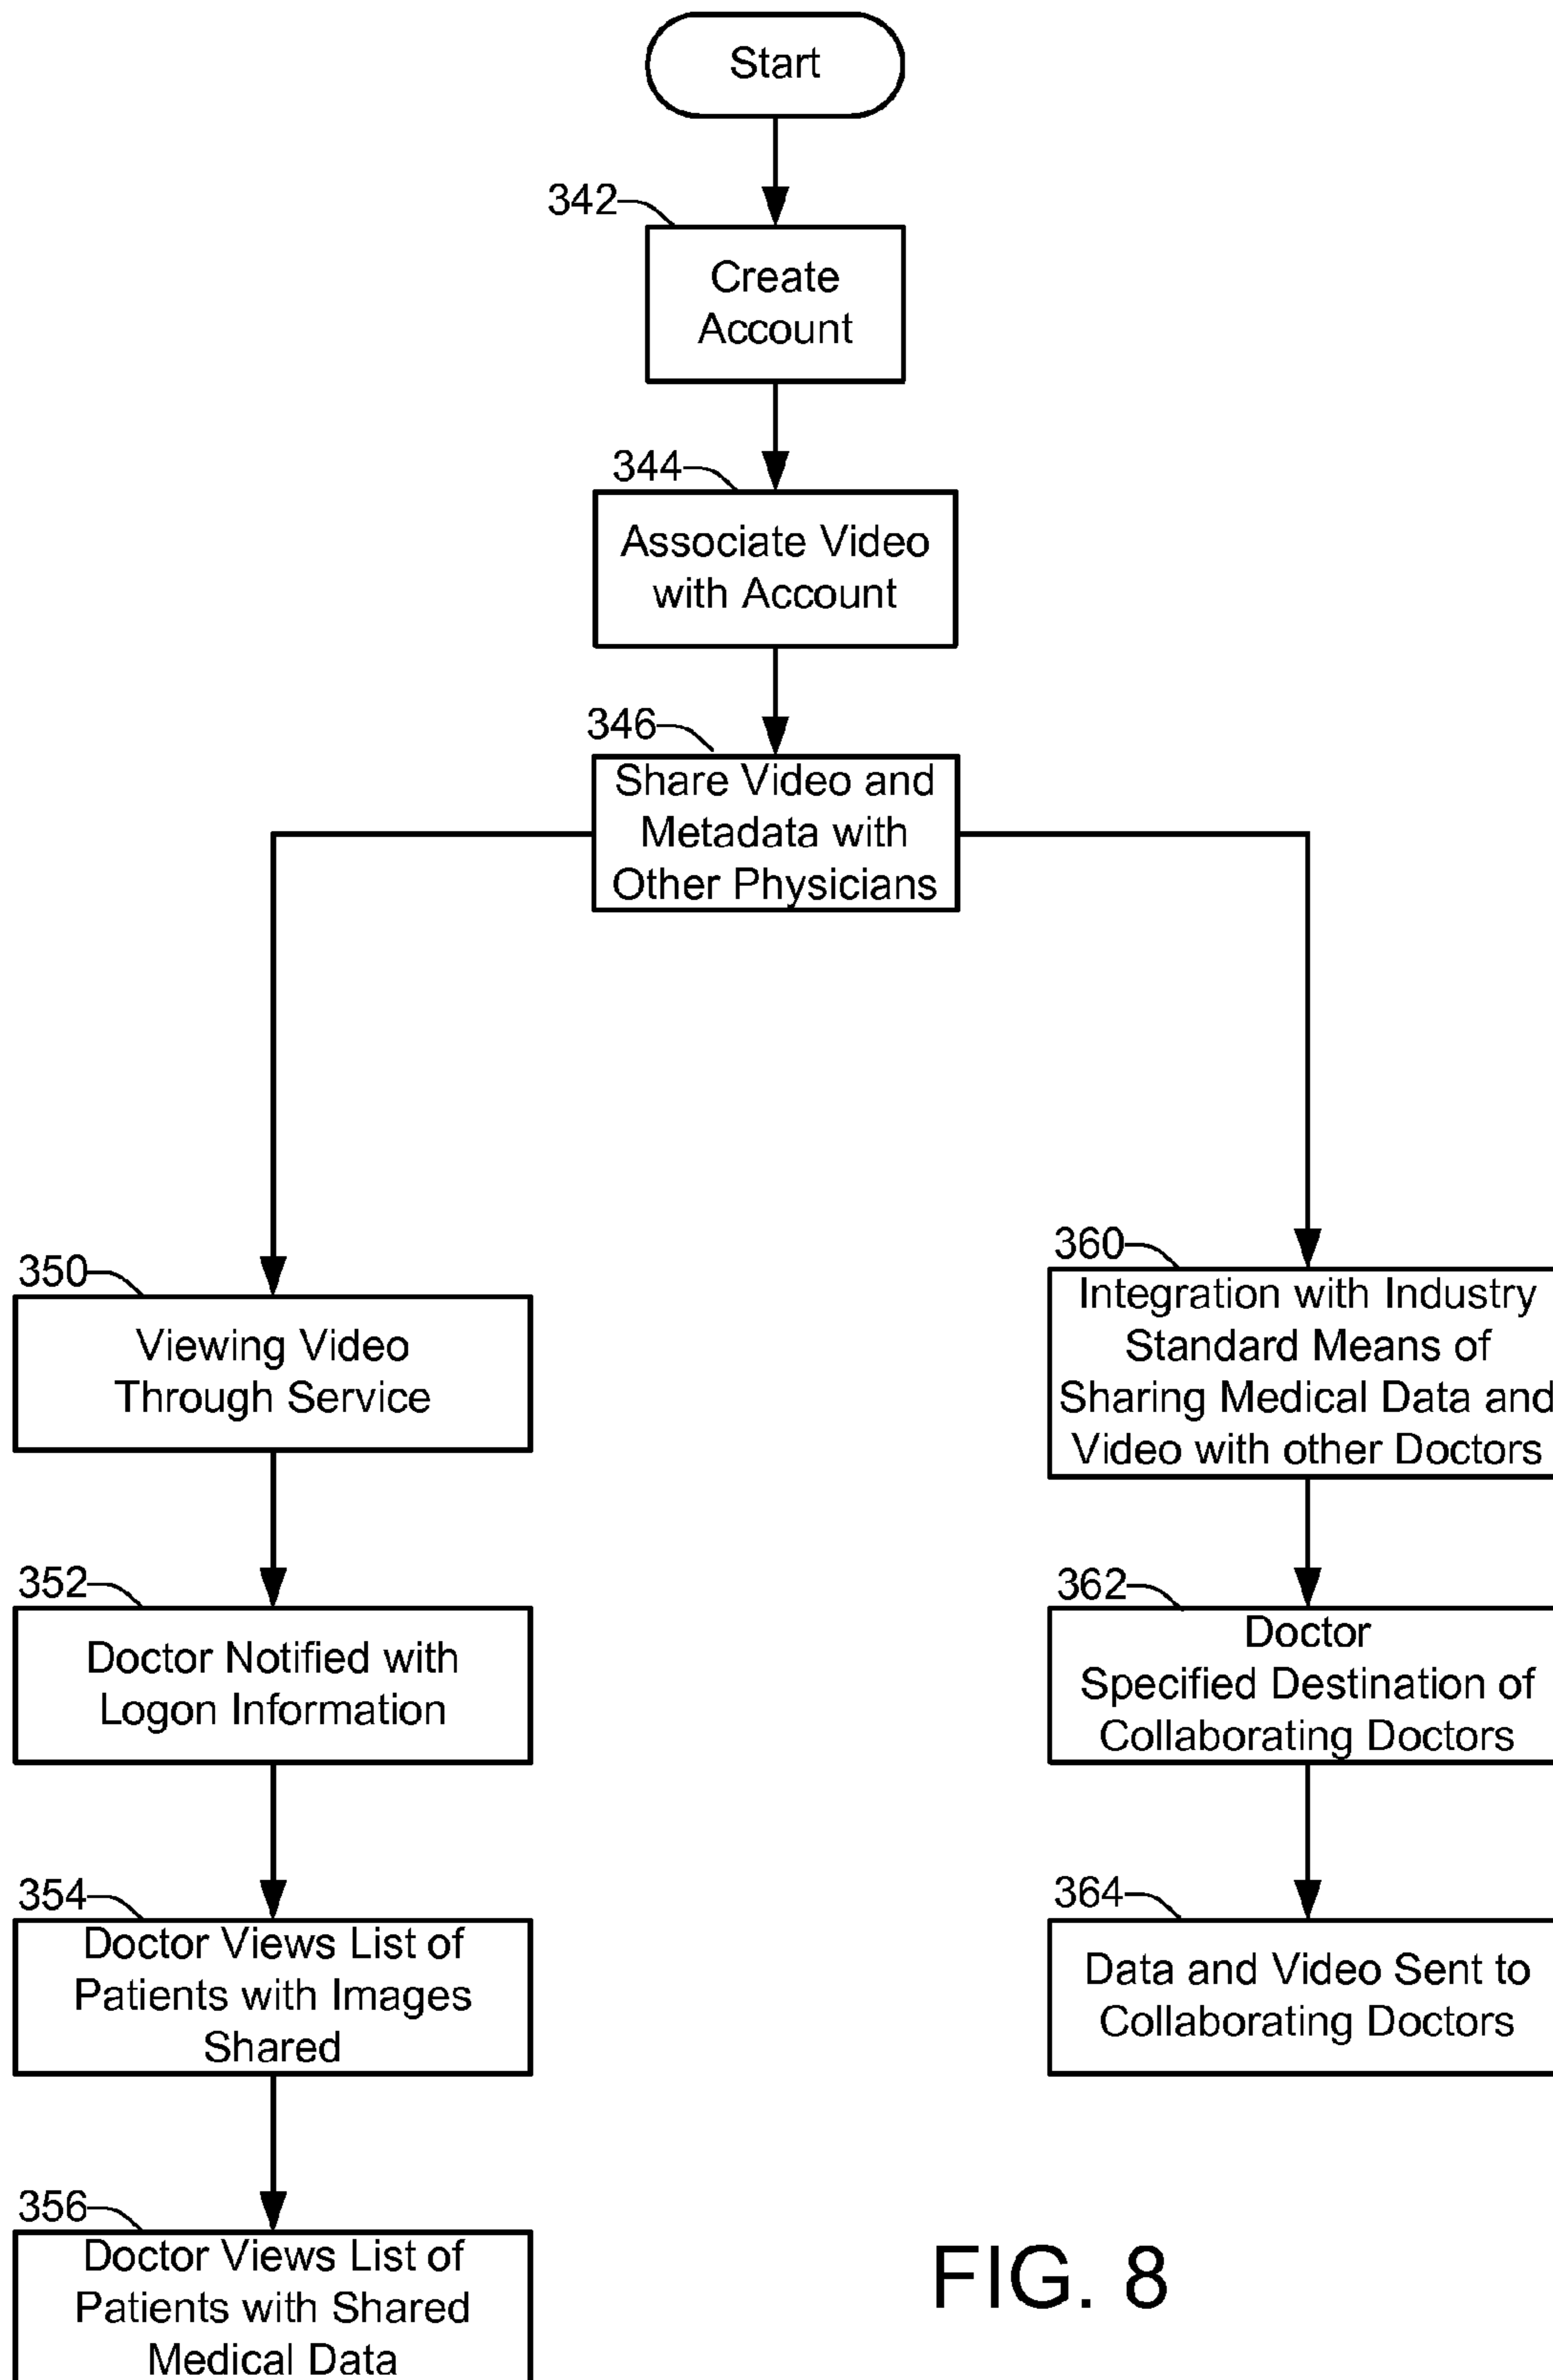 Start
342
Create
Account
344
Associate Video
with Account
346
Share Video and
Metadata with
Other Physicians
350
Viewing Video
Through Service
352
Doctor Notified with
Logon Information
354
Doctor Views List of
Patients with Images
Shared
356
Doctor Views List of
Patients with Shared
Medical Data
360
Integration with Industry
Standard Means of
Sharing Medical Data and
Video with other Doctors
362
Doctor
Specified Destination of
Collaborating Doctors
364
Data and Video Sent to
Collaborating Doctors
FIG. 8